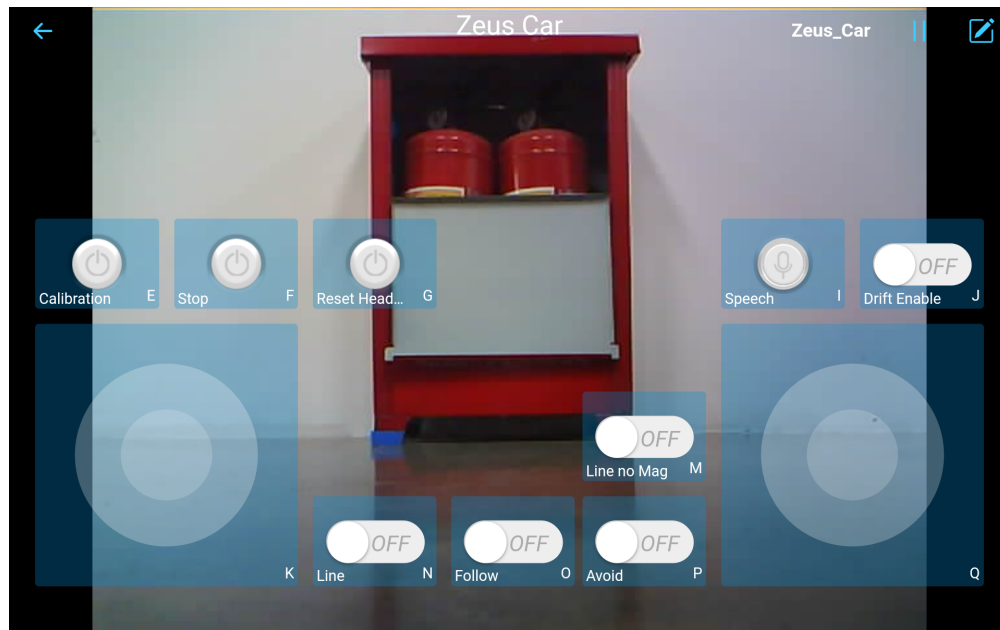 Zeus Car
Zeus_Car
Calibration E
Stop F
Reset Head... G
Speech I
OFF
Drift Enable J
OFF
Line no Mag M
K
OFF
Line N
OFF
Follow O
OFF
Avoid P
Q